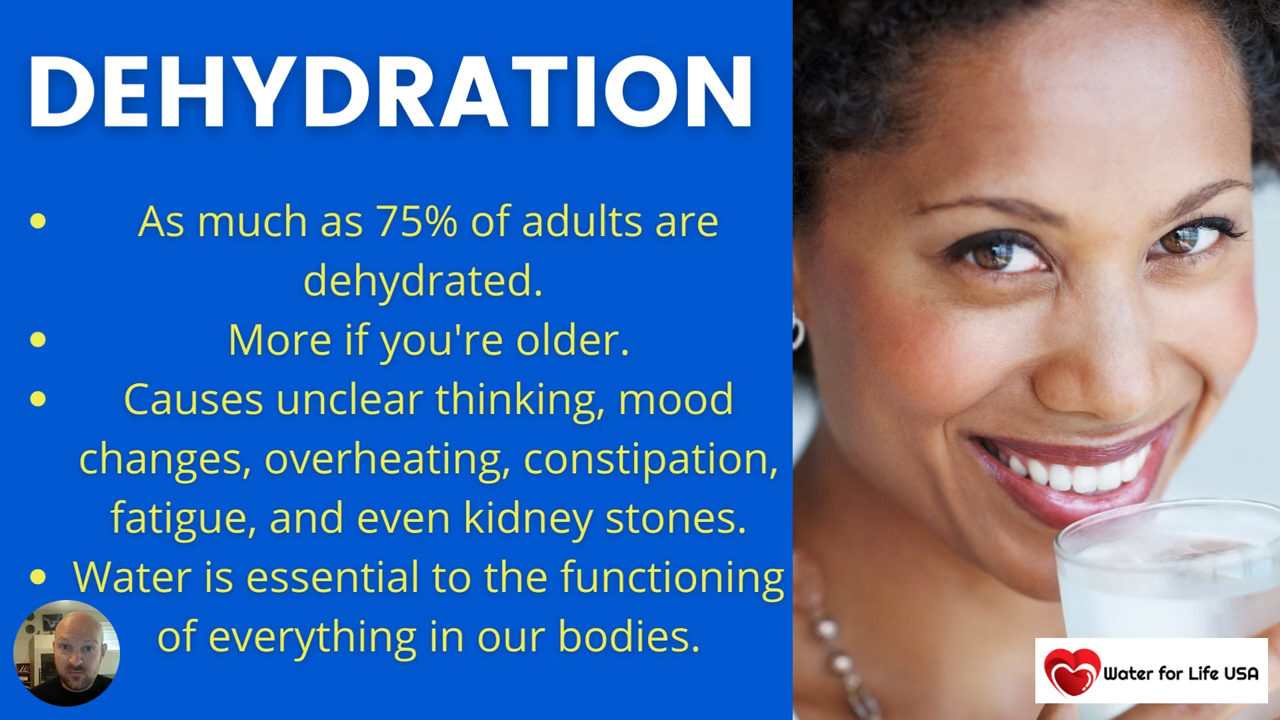 DEHYDRATION
• As much as 75% of adults are
dehydrated.
• More if you're older.
• Causes unclear thinking, mood
changes, overheating, constipation,
fatigue, and even kidney stones.
• Water is essential to the functioning
of everything in our bodies.
Water for Life USA